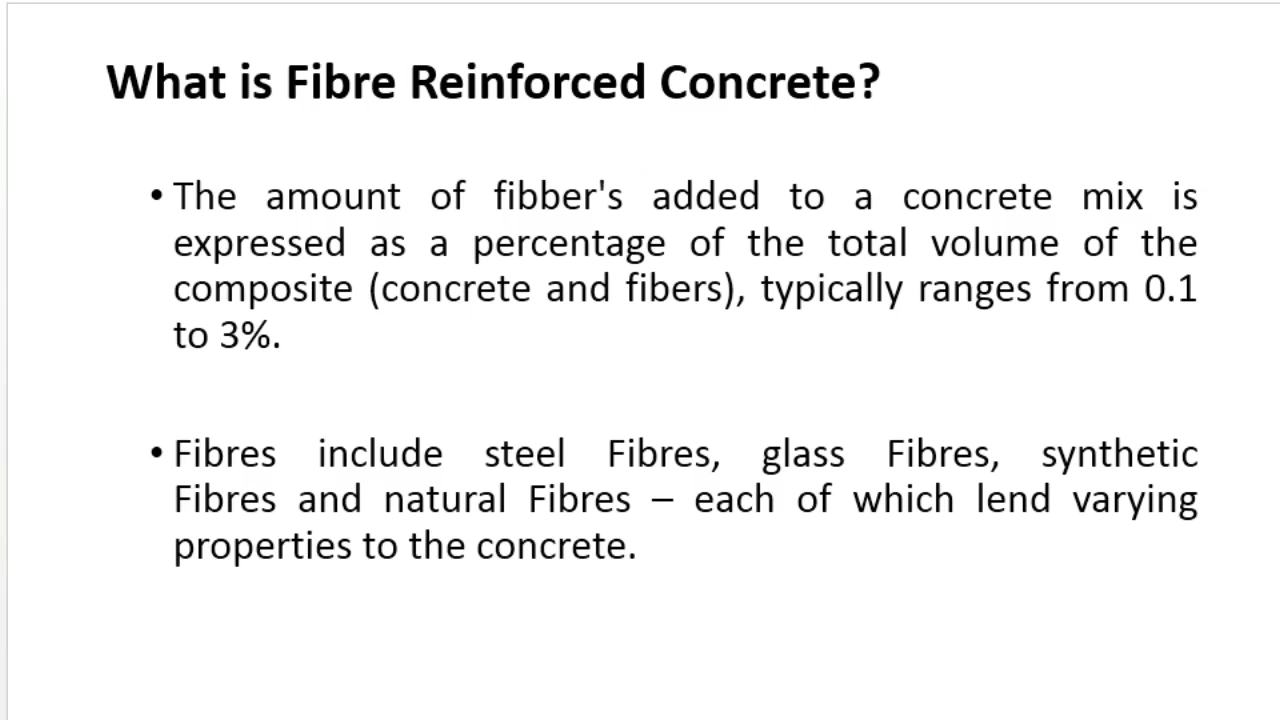 What is Fibre Reinforced Concrete?
• The amount of fibber's added to a concrete mix is
expressed as a percentage of the total volume of the
composite (concrete and fibers), typically ranges from 0.1
to 3%.
• Fibres include steel Fibres, glass Fibres, synthetic
Fibres and natural Fibres – each of which lend varying
properties to the concrete.